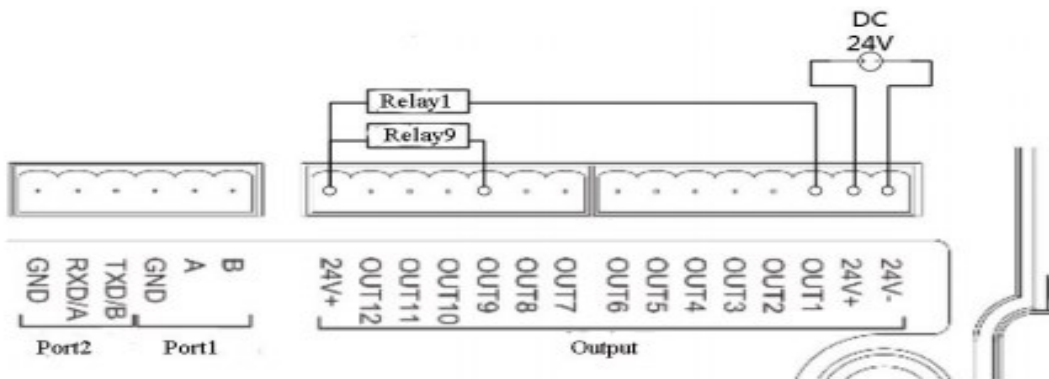 DC
24V
Relay1
Relay9
GND
RXD/A
TXD/B
GND
A
B
24V+
OUT12
OUT11
OUT10
OUT9
OUT8
OUT7
OUT6
OUT5
OUT4
OUT3
OUT2
OUT1
24V+
24V-
Port2 Port1 Output